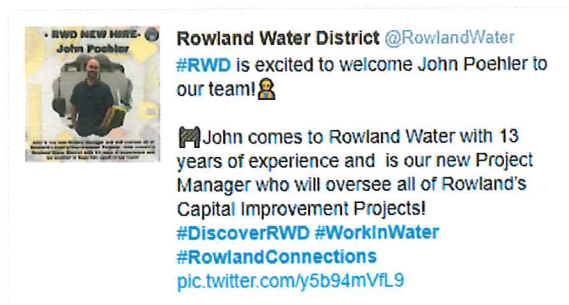 • RWD NEW HIRE•
John Poehler
Rowland Water District @RowlandWater
#RWD is excited to welcome John Poehler to
our team!
John comes to Rowland Water with 13
years of experience and is our new Project
Manager who will oversee all of Rowland's
Capital Improvement Projects!
#DiscoverRWD #WorkInWater
#RowlandConnections
pic.twitter.com/y5b94mVfL9